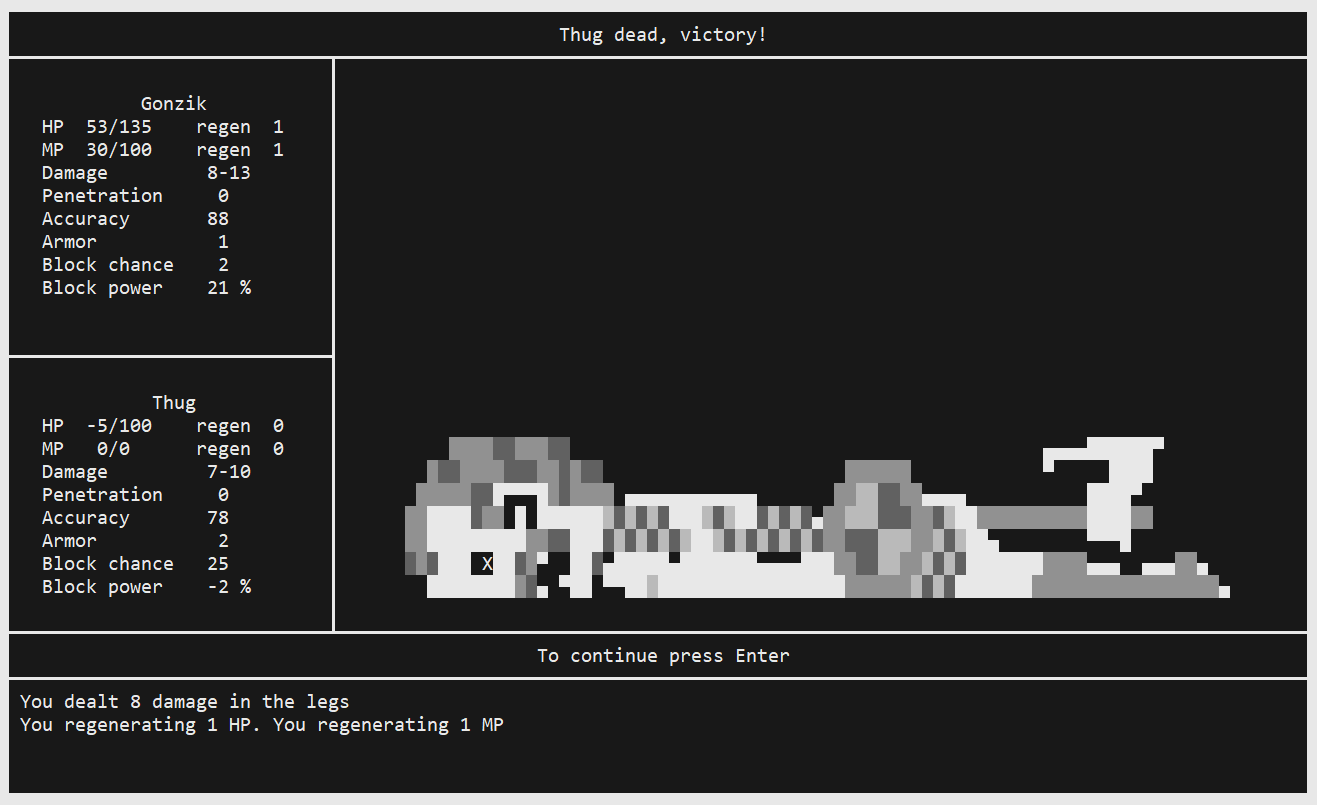 Thug dead, victory!
Gonzik
HP 53/135 regen 1
MP 30/100 regen 1
Damage 8-13
Penetration 0
Accuracy 88
Armor 1
Block chance 2
Block power 21 %
Thug
HP -5/100 regen 0
MP 0/0 regen 0
Damage 7-10
Penetration 0
Accuracy 78
Armor 2
Block chance 25
Block power -2 %
X
To continue press Enter
You dealt 8 damage in the legs
You regenerating 1 HP. You regenerating 1 MP